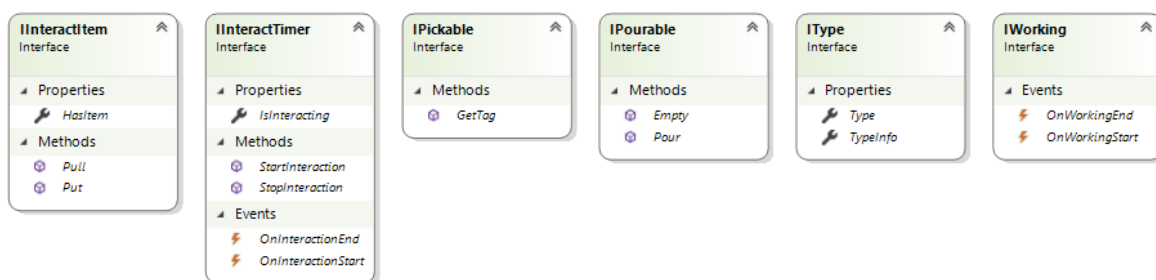 IInteractItem
Interface
Properties
HasItem
Methods
Pull
Put
IInteractTimer
Interface
Properties
IsInteracting
Methods
StartInteraction
StopInteraction
Events
OnInteractionEnd
OnInteractionStart
IPickable
Interface
Methods
GetTag
IPourable
Interface
Methods
Empty
Pour
IType
Interface
Properties
Type
TypeInfo
IWorking
Interface
Events
OnWorkingEnd
OnWorkingStart